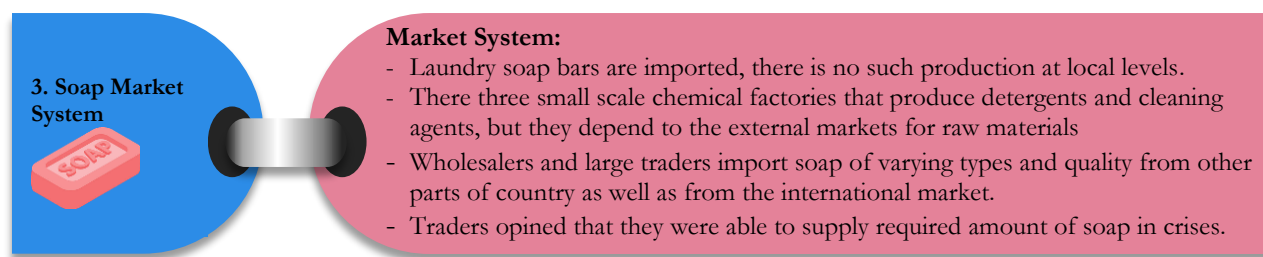 3. Soap Market
System
SOAP
Market System:
- Laundry soap bars are imported, there is no such production at local levels.
- There three small scale chemical factories that produce detergents and cleaning
agents, but they depend to the external markets for raw materials
- Wholesalers and large traders import soap of varying types and quality from other
parts of country as well as from the international market.
- Traders opined that they were able to supply required amount of soap in crises.